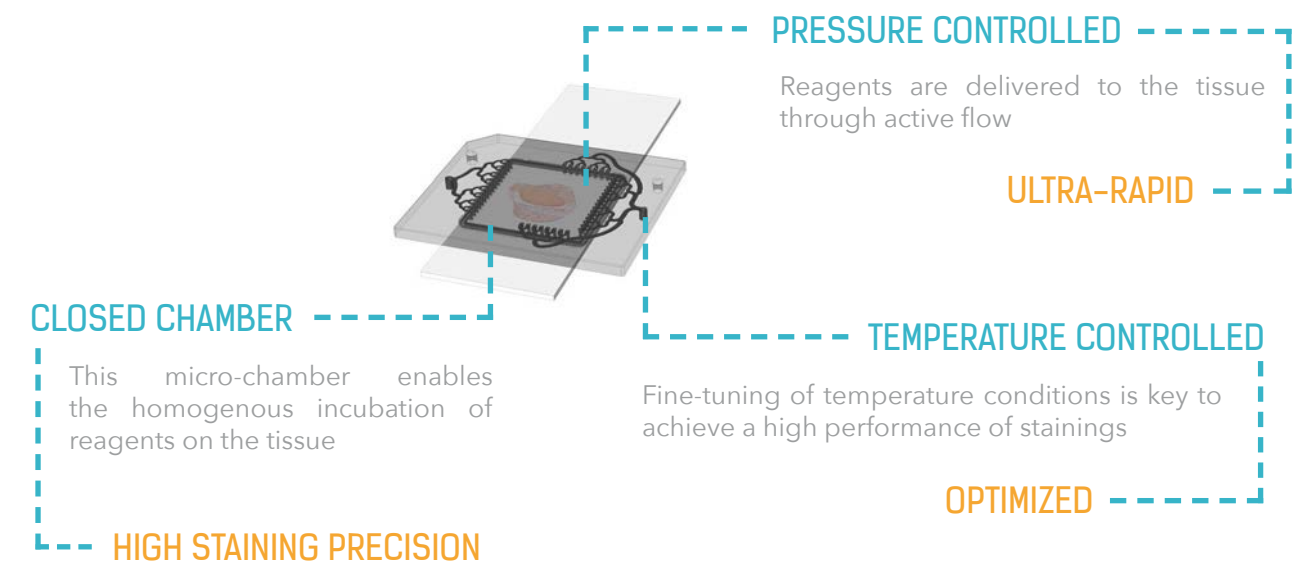 PRESSURE CONTROLLED
Reagents are delivered to the tissue
through active flow
ULTRA-RAPID
CLOSED CHAMBER
This micro-chamber enables
the homogenous incubation of
reagents on the tissue
HIGH STAINING PRECISION
TEMPERATURE CONTROLLED
Fine-tuning of temperature conditions is key to
achieve a high performance of stainings
OPTIMIZED